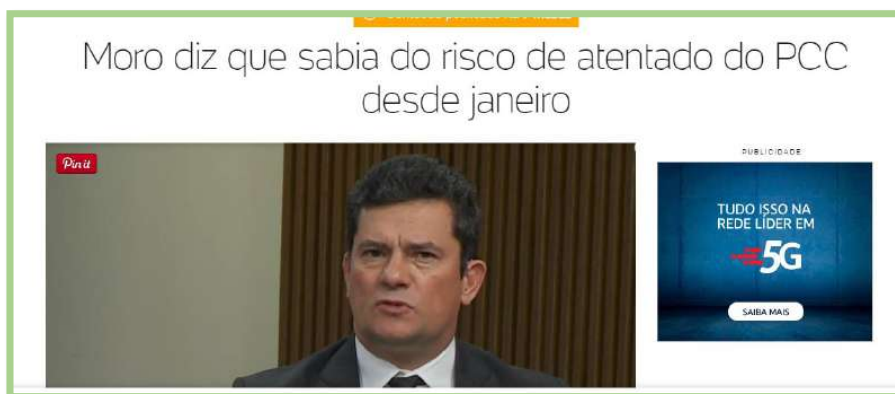 Moro diz que sabia do risco de atentado do PCC
desde janeiro
Pin it
PUBLICIDADE
TUDO ISSO NA
REDE LÍDER EM
5G
SAIBA MAIS